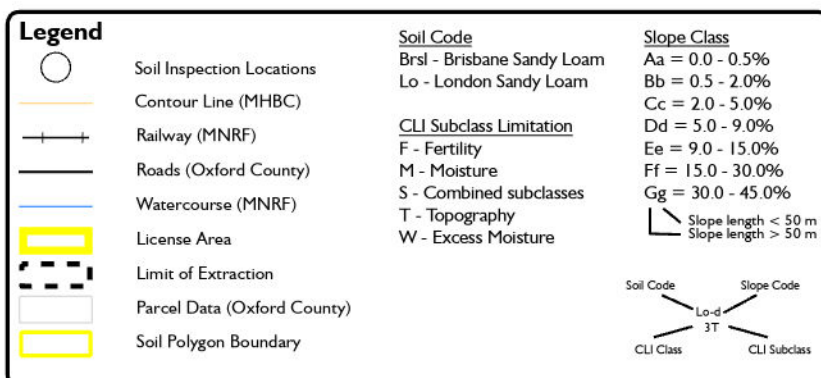 Legend
Soil Inspection Locations
Contour Line (MHBC)
Railway (MNRF)
Roads (Oxford County)
Watercourse (MNRF)
License Area
Limit of Extraction
Parcel Data (Oxford County)
Soil Polygon Boundary
Soil Code
Brsl - Brisbane Sandy Loam
Lo - London Sandy Loam
CLI Subclass Limitation
F - Fertility
M - Moisture
S - Combined subclasses
T - Topography
W - Excess Moisture
Slope Class
Aa = 0.0 - 0.5%
Bb = 0.5 - 2.0%
Cc = 2.0 - 5.0%
Dd = 5.0 - 9.0%
Ee = 9.0 - 15.0%
Ff = 15.0 - 30.0%
Gg = 30.0 - 45.0%
Slope length < 50 m
Slope length > 50 m
Soil Code Slope Code
Lo-d
3T
CLI Class CLI Subclass